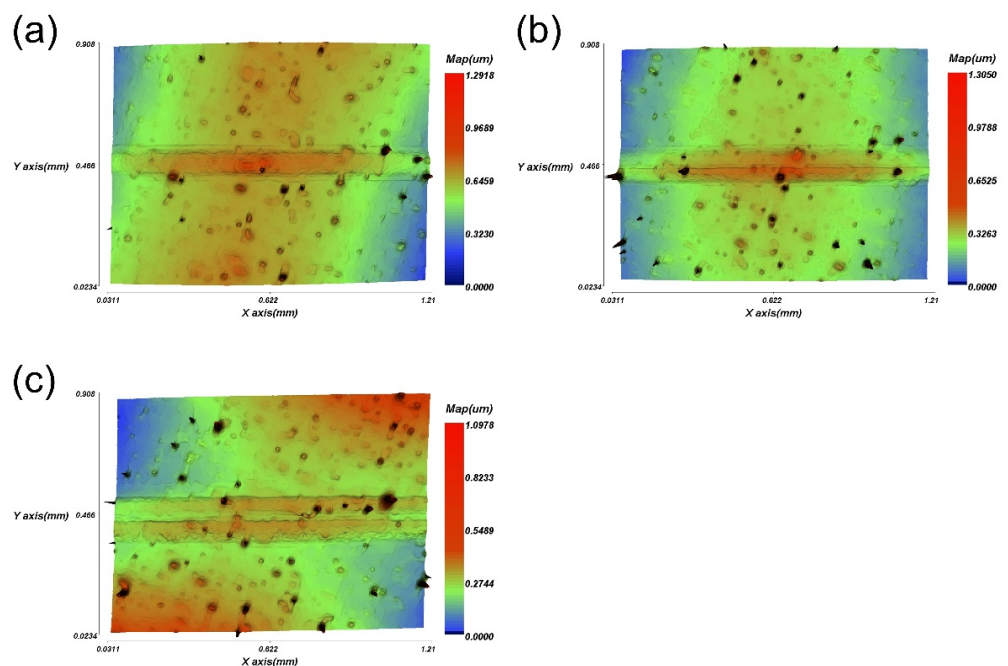 (a)
0.908
Map(um)
1.2918
0.9689
Y axis(mm)
0.466
0.6459
0.3230
0.0234
0.0000
0.0311
0.622
1.21
X axis(mm)
(b)
0.908
Map(um)
1.3050
0.9788
Y axis(mm)
0.466
0.6525
0.3263
0.0234
0.0000
0.0311
0.622
1.21
X axis(mm)
(c)
0.908
Map(um)
1.0978
0.8233
Y axis(mm)
0.466
0.5489
0.2744
0.0234
0.0000
0.0311
0.622
1.21
X axis(mm)